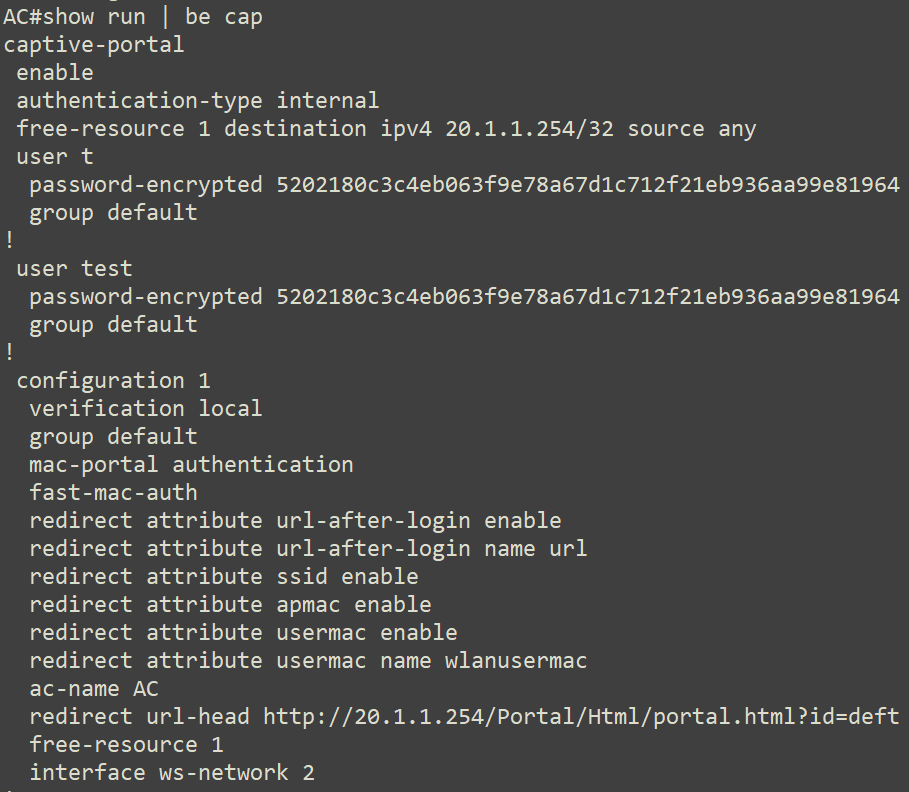 AC#show run | be cap
captive-portal
 enable
 authentication-type internal
 free-resource 1 destination ipv4 20.1.1.254/32 source any
 user t
  password-encrypted 5202180c3c4eb063f9e78a67d1c712f21eb936aa99e81964
  group default
!
 user test
  password-encrypted 5202180c3c4eb063f9e78a67d1c712f21eb936aa99e81964
  group default
!
 configuration 1
  verification local
  group default
  mac-portal authentication
  fast-mac-auth
  redirect attribute url-after-login enable
  redirect attribute url-after-login name url
  redirect attribute ssid enable
  redirect attribute apmac enable
  redirect attribute usermac enable
  redirect attribute usermac name wlanusermac
  ac-name AC
  redirect url-head http://20.1.1.254/Portal/Html/portal.html?id=deft
  free-resource 1
  interface ws-network 2